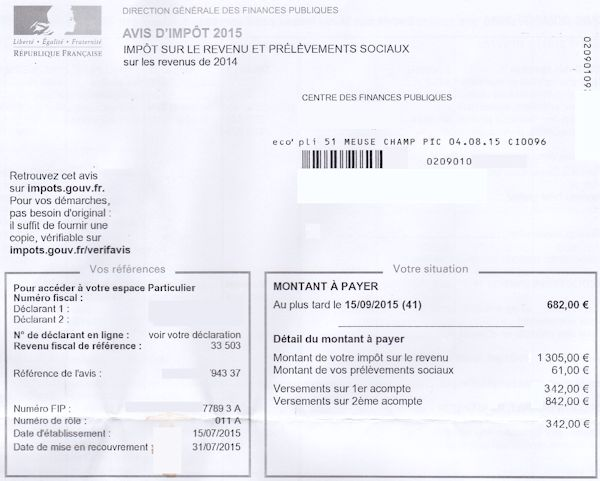 DIRECTION GÉNÉRALE DES FINANCES PUBLIQUES
AVIS D'IMPÔT 2015
IMPÔT SUR LE REVENU ET PRÉLÈVEMENTS SOCIAUX
sur les revenus de 2014
Liberté • Égalité • Fraternité
RÉPUBLIQUE FRANÇAISE
02090109
CENTRE DES FINANCES PUBLIQUES
eco'pli 51 MEUSE CHAMP PIC 04.08.15 CI0096
0209010
Retrouvez cet avis
sur impots.gouv.fr.
Pour vos démarches,
pas besoin d'original :
il suffit de fournir une
copie, vérifiable sur
impots.gouv.fr/verifavis
Vos références
Pour accéder à votre espace Particulier
Numéro fiscal :
Déclarant 1 :
Déclarant 2 :
N° de déclarant en ligne : voir votre déclaration
Revenu fiscal de référence : 33 503
Référence de l'avis : '943 37
Numéro FIP : 7789 3 A
Numéro de rôle : 011 A
Date d'établissement : 15/07/2015
Date de mise en recouvrement : 31/07/2015
Votre situation
MONTANT À PAYER
Au plus tard le 15/09/2015 (41) 682,00 €
Détail du montant à payer
Montant de votre impôt sur le revenu 1 305,00 €
Montant de vos prélèvements sociaux 61,00 €
Versements sur 1er acompte 342,00 €
Versements sur 2ème acompte 842,00 €
342,00 €